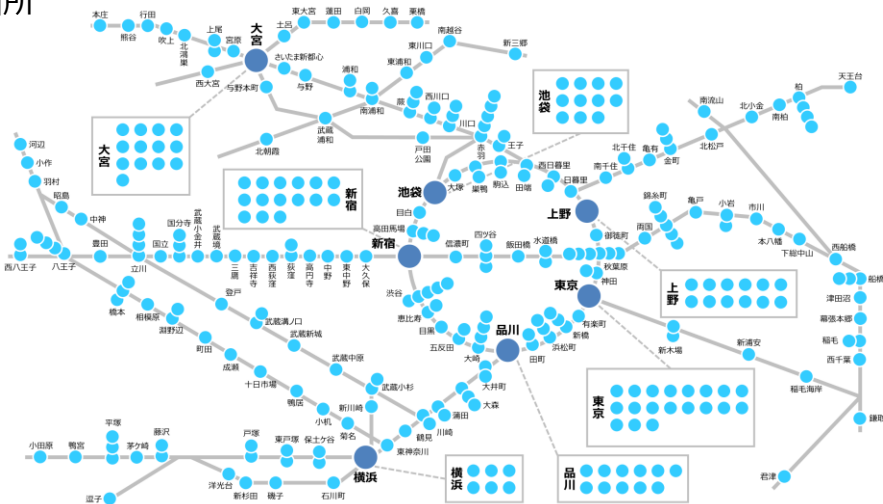 所
本庄
熊谷
行田
吹上
北鴻巣
上尾
宮原
大宮
土呂
東大宮
蓮田
白岡
久喜
栗橋
西大宮
与野本町
さいたま新都心
与野
浦和
南浦和
東浦和
東川口
南越谷
新三郷
蕨
西川口
川口
武蔵浦和
北朝霞
戸田公園
赤羽
王子
池袋
大宮
新宿
池袋
大塚
巣鴨
駒込
田端
西日暮里
日暮里
南千住
北千住
亀有
金町
北松戸
北小金
南柏
柏
天王台
南流山
上野
御徒町
秋葉原
神田
東京
有楽町
新橋
浜松町
田町
品川
大崎
五反田
目黒
恵比寿
渋谷
新宿
高田馬場
目白
信濃町
四ツ谷
飯田橋
水道橋
両国
錦糸町
亀戸
小岩
市川
本八幡
下総中山
西船橋
船橋
津田沼
幕張本郷
稲毛
西千葉
鎌取
君津
稲毛海岸
新浦安
新木場
上野
東京
品川
横浜
河辺
小作
羽村
昭島
中神
西八王子
八王子
豊田
立川
国立
国分寺
武蔵小金井
武蔵境
三鷹
吉祥寺
西荻窪
荻窪
高円寺
中野
東中野
大久保
橋本
相模原
淵野辺
町田
成瀬
十日市場
鴨居
小机
菊名
登戸
武蔵溝ノ口
武蔵新城
武蔵中原
武蔵小杉
新川崎
大井町
大森
蒲田
川崎
鶴見
東神奈川
横浜
保土ケ谷
東戸塚
戸塚
藤沢
茅ケ崎
平塚
鴨宮
小田原
逗子
洋光台
新杉田
磯子
石川町